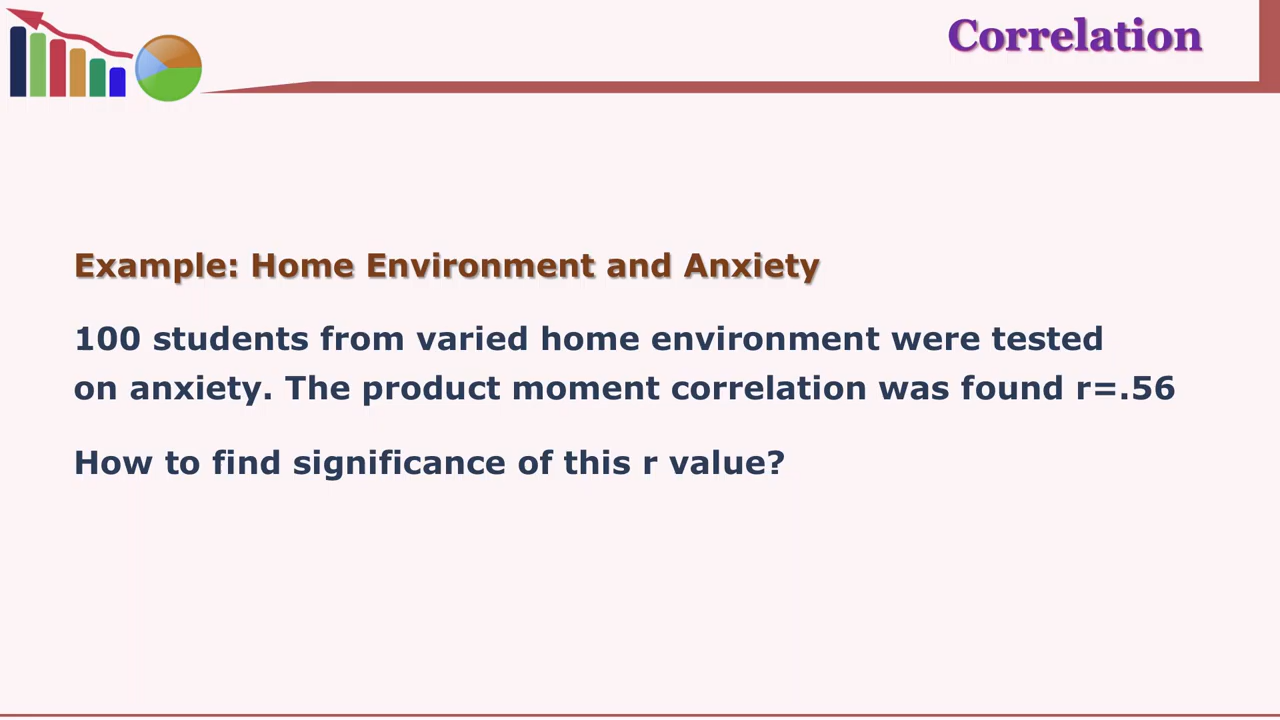 Correlation
Example: Home Environment and Anxiety
100 students from varied home environment were tested
on anxiety. The product moment correlation was found r=.56
How to find significance of this r value?